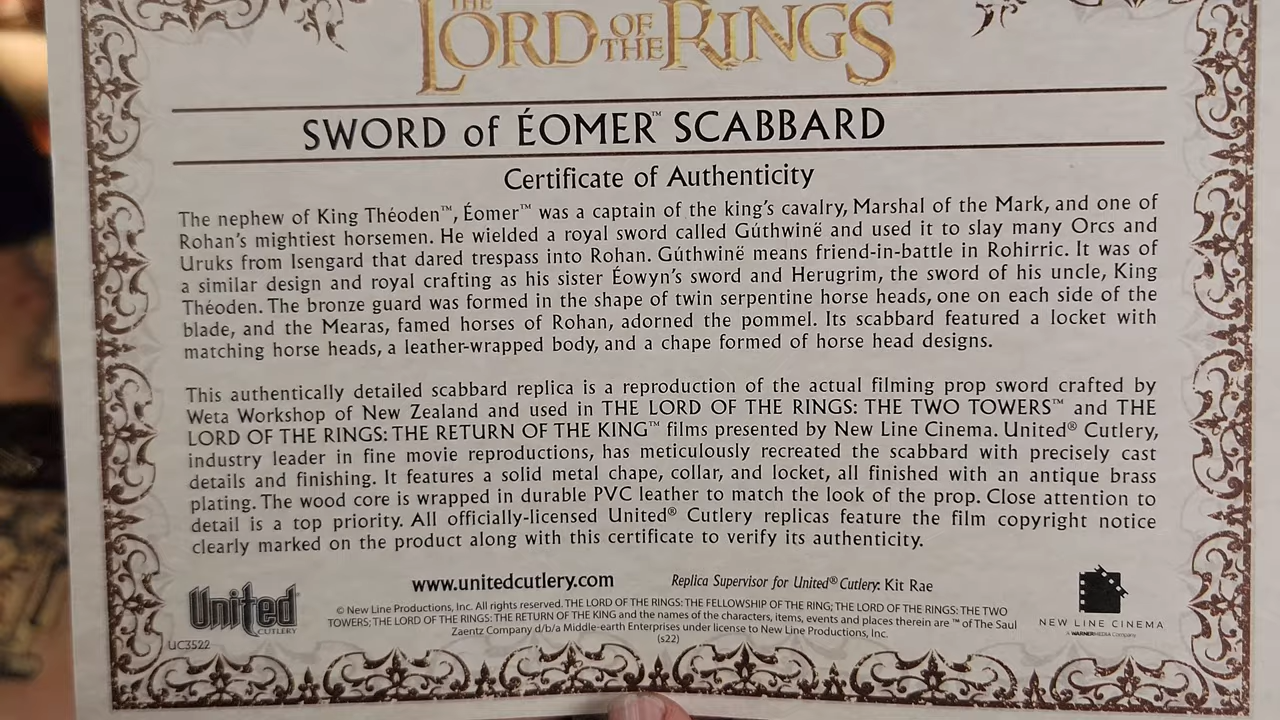 THE
LORD OF THE RINGS
SWORD of ÉOMER™ SCABBARD
Certificate of Authenticity
The nephew of King Théoden™, Éomer™ was a captain of the king's cavalry, Marshal of the Mark, and one of
Rohan's mightiest horsemen. He wielded a royal sword called Gúthwinë and used it to slay many Orcs and
Uruks from Isengard that dared trespass into Rohan. Gúthwinë means friend-in-battle in Rohirric. It was of
a similar design and royal crafting as his sister Éowyn's sword and Herugrim, the sword of his uncle, King
Théoden. The bronze guard was formed in the shape of twin serpentine horse heads, one on each side of the
blade, and the Mearas, famed horses of Rohan, adorned the pommel. Its scabbard featured a locket with
matching horse heads, a leather-wrapped body, and a chape formed of horse head designs.
This authentically detailed scabbard replica is a reproduction of the actual filming prop sword crafted by
Weta Workshop of New Zealand and used in THE LORD OF THE RINGS: THE TWO TOWERS™ and THE
LORD OF THE RINGS: THE RETURN OF THE KING™ films presented by New Line Cinema. United® Cutlery,
industry leader in fine movie reproductions, has meticulously recreated the scabbard with precisely cast
details and finishing. It features a solid metal chape, collar, and locket, all finished with an antique brass
plating. The wood core is wrapped in durable PVC leather to match the look of the prop. Close attention to
detail is a top priority. All officially-licensed United® Cutlery replicas feature the film copyright notice
clearly marked on the product along with this certificate to verify its authenticity.
www.unitedcutlery.com
Replica Supervisor for United® Cutlery: Kit Rae
United
CUTLERY
UC3522
© New Line Productions, Inc. All rights reserved. THE LORD OF THE RINGS: THE FELLOWSHIP OF THE RING; THE LORD OF THE RINGS: THE TWO
TOWERS; THE LORD OF THE RINGS: THE RETURN OF THE KING and the names of the characters, items, events and places therein are ™ of The Saul
Zaentz Company d/b/a Middle-earth Enterprises under license to New Line Productions, Inc.
(s22)
NEW LINE CINEMA
A WARNERMEDIA Company